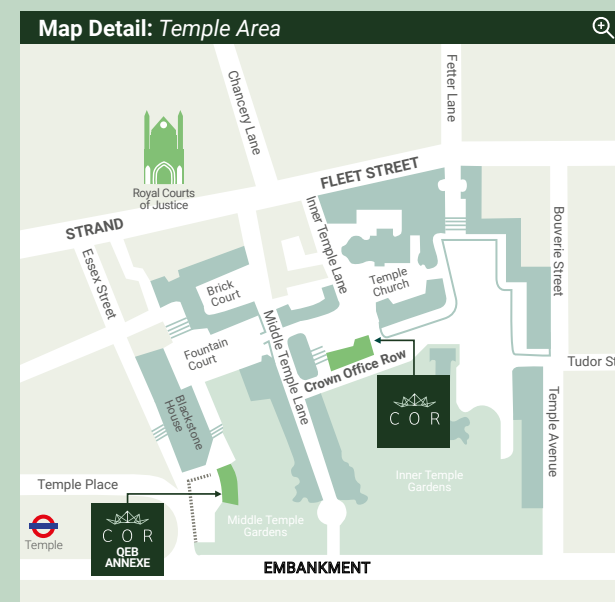 Map Detail: Temple Area
Chancery Lane
Fetter Lane
Royal Courts
of Justice
FLEET STREET
STRAND
Inner Temple Lane
Bouverie Street
Essex Street
Temple
Church
Brick
Court
Fountain
Court
Middle Temple Lane
Crown Office Row
Tudor St
Blackstone
House
COR
Temple Avenue
Inner Temple
Gardens
Temple Place
Middle Temple
Gardens
Temple
COR
QEB
ANNEXE
EMBANKMENT